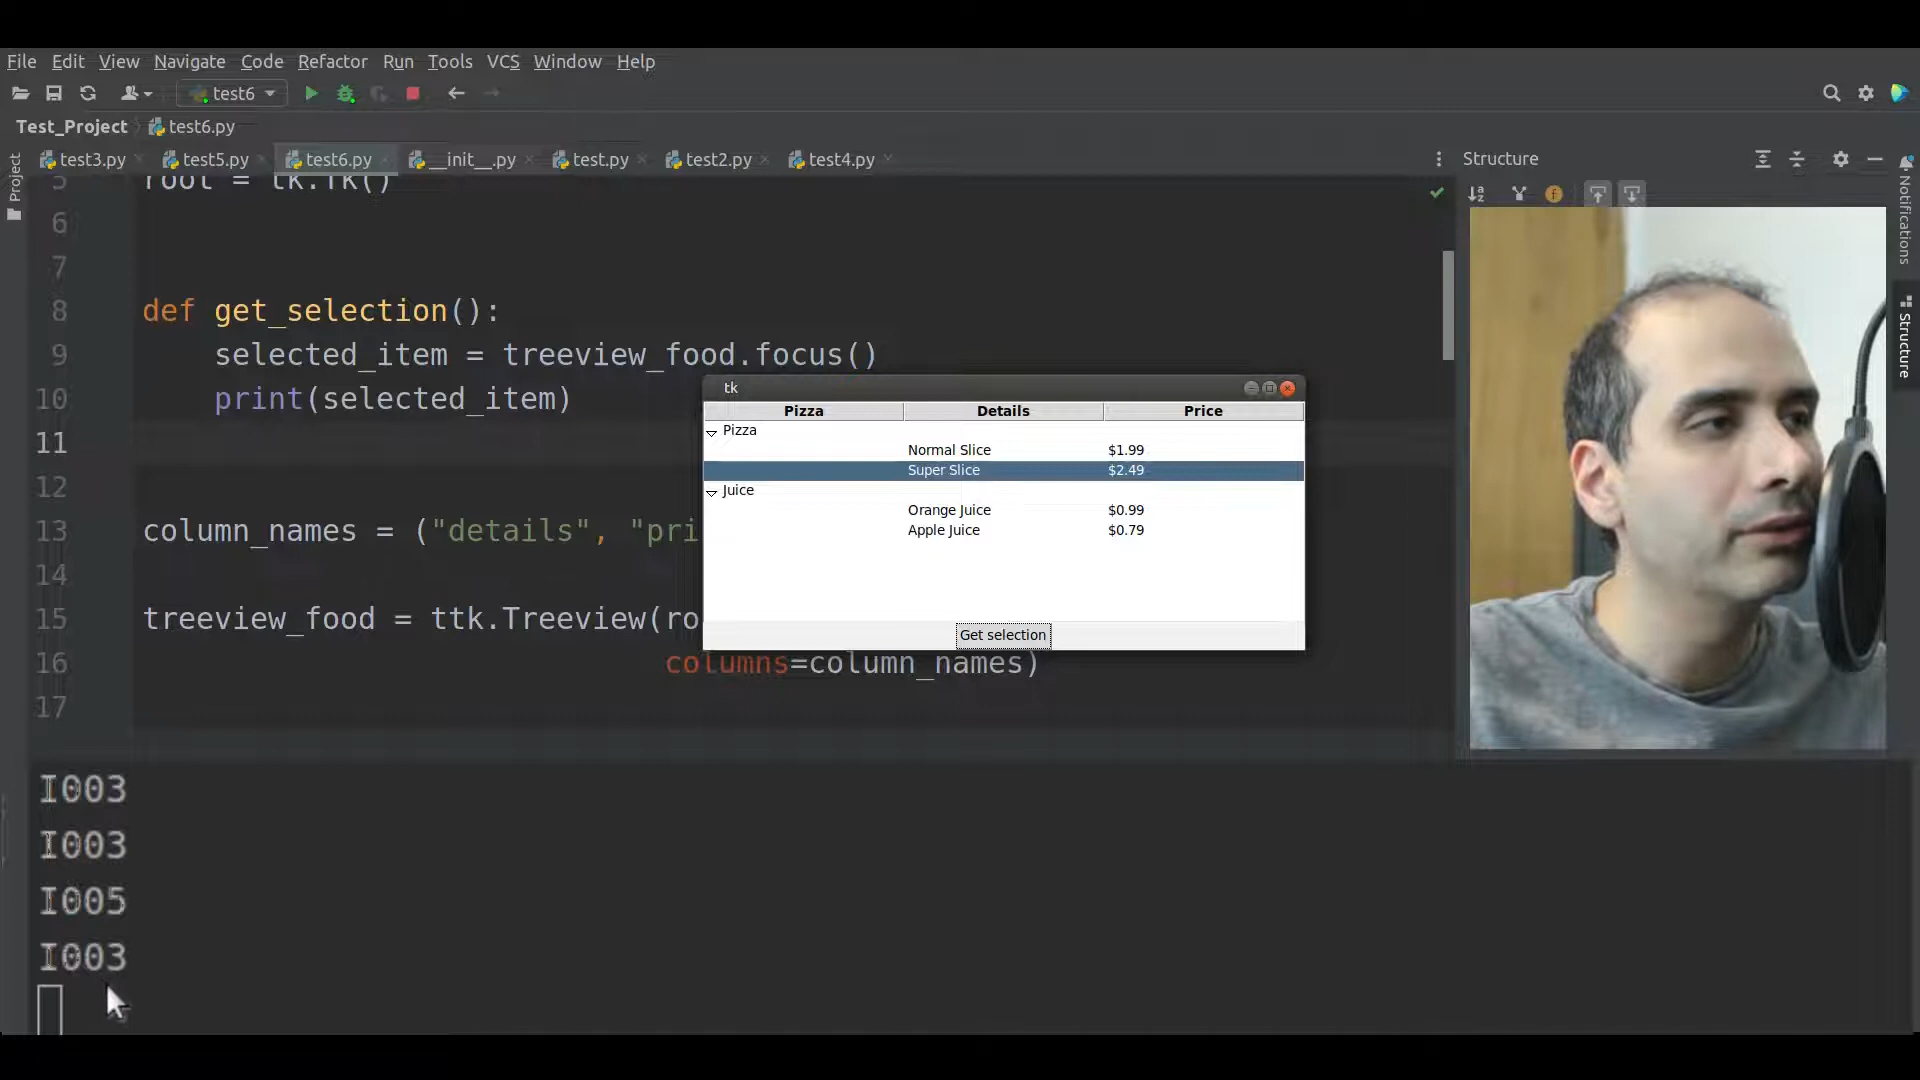 File Edit View Navigate Code Refactor Run Tools VCS Window Help
test6
Test_Project test6.py
Project
test3.py test5.py test6.py __init__.py test.py test2.py test4.py
Structure
Notifications
Structure
5 root = tk.Tk()
6
7
8 def get_selection():
9 selected_item = treeview_food.focus()
10 print(selected_item)
11
12
13 column_names = ("details", "pri
14
15 treeview_food = ttk.Treeview(ro
16 columns=column_names)
17
tk
Pizza Details Price
Pizza
Normal Slice $1.99
Super Slice $2.49
Juice
Orange Juice $0.99
Apple Juice $0.79
Get selection
I003
I003
I005
I003